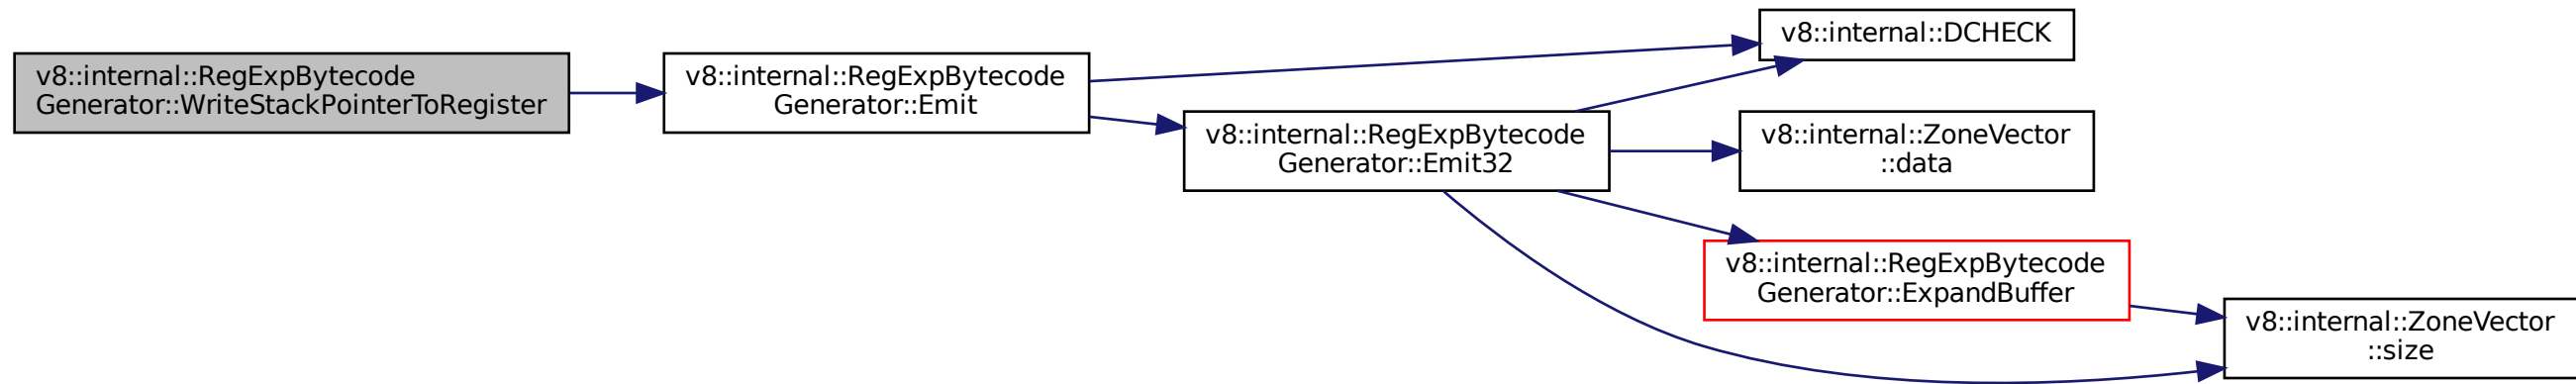 v8::internal::RegExpBytecode
Generator::WriteStackPointerToRegister
v8::internal::RegExpBytecode
Generator::Emit
v8::internal::DCHECK
v8::internal::RegExpBytecode
Generator::Emit32
v8::internal::ZoneVector
::data
v8::internal::RegExpBytecode
Generator::ExpandBuffer
v8::internal::ZoneVector
::size